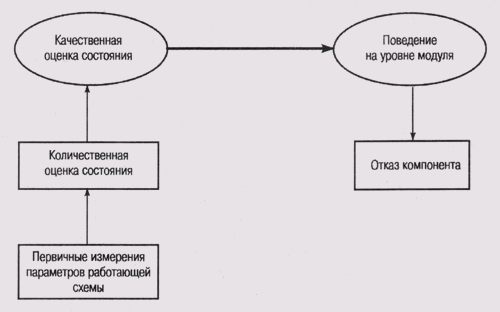 Качественная
оценка состояния
Поведение
на уровне модуля
Количественная
оценка состояния
Отказ компонента
Первичные измерения
параметров работающей
схемы